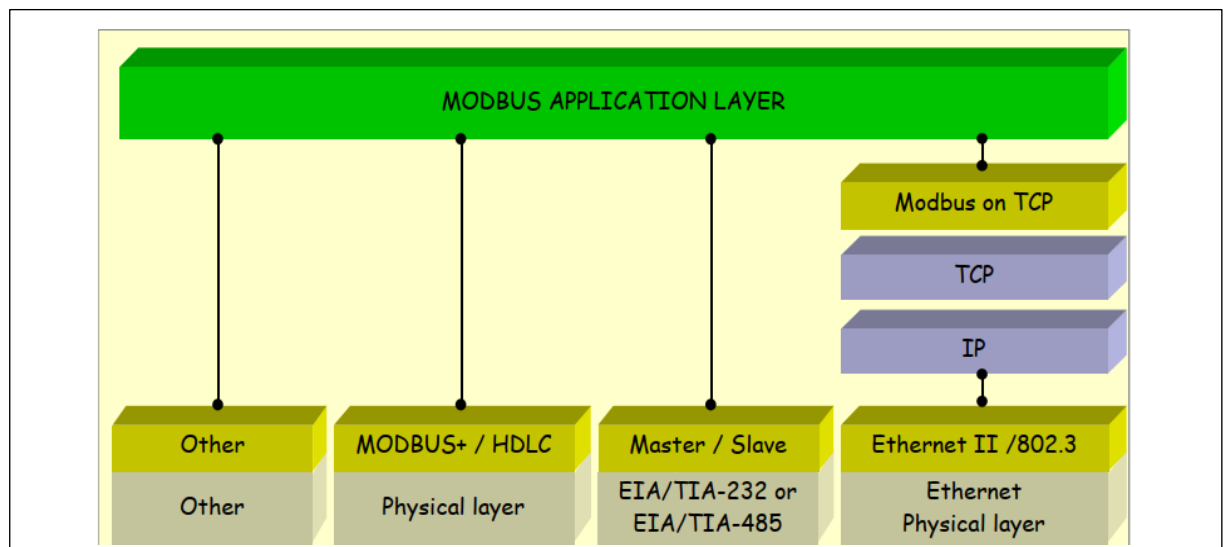 MODBUS APPLICATION LAYER
Modbus on TCP
TCP
IP
Other
MODBUS+ / HDLC
Master / Slave
Ethernet II /802.3
Other
Physical layer
EIA/TIA-232 or
EIA/TIA-485
Ethernet
Physical layer